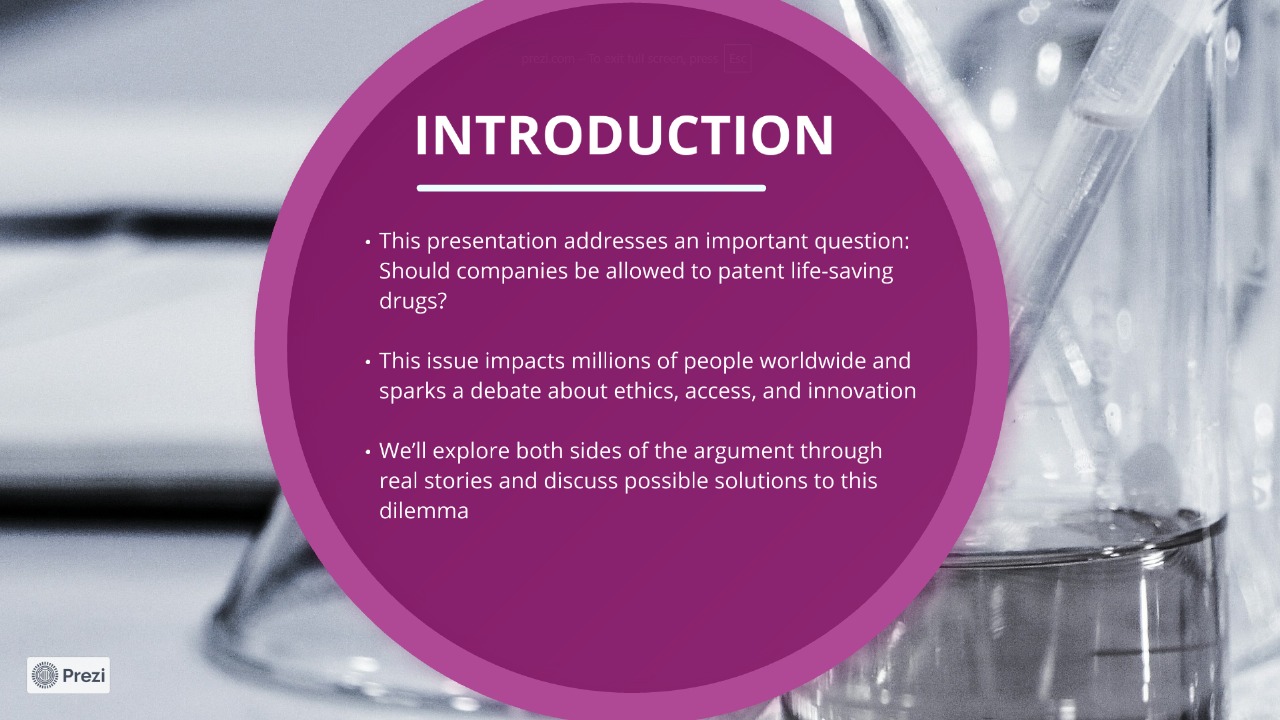 prezi.com - To exit full screen, press Esc
INTRODUCTION
• This presentation addresses an important question:
Should companies be allowed to patent life-saving
drugs?
• This issue impacts millions of people worldwide and
sparks a debate about ethics, access, and innovation
• We’ll explore both sides of the argument through
real stories and discuss possible solutions to this
dilemma
Prezi